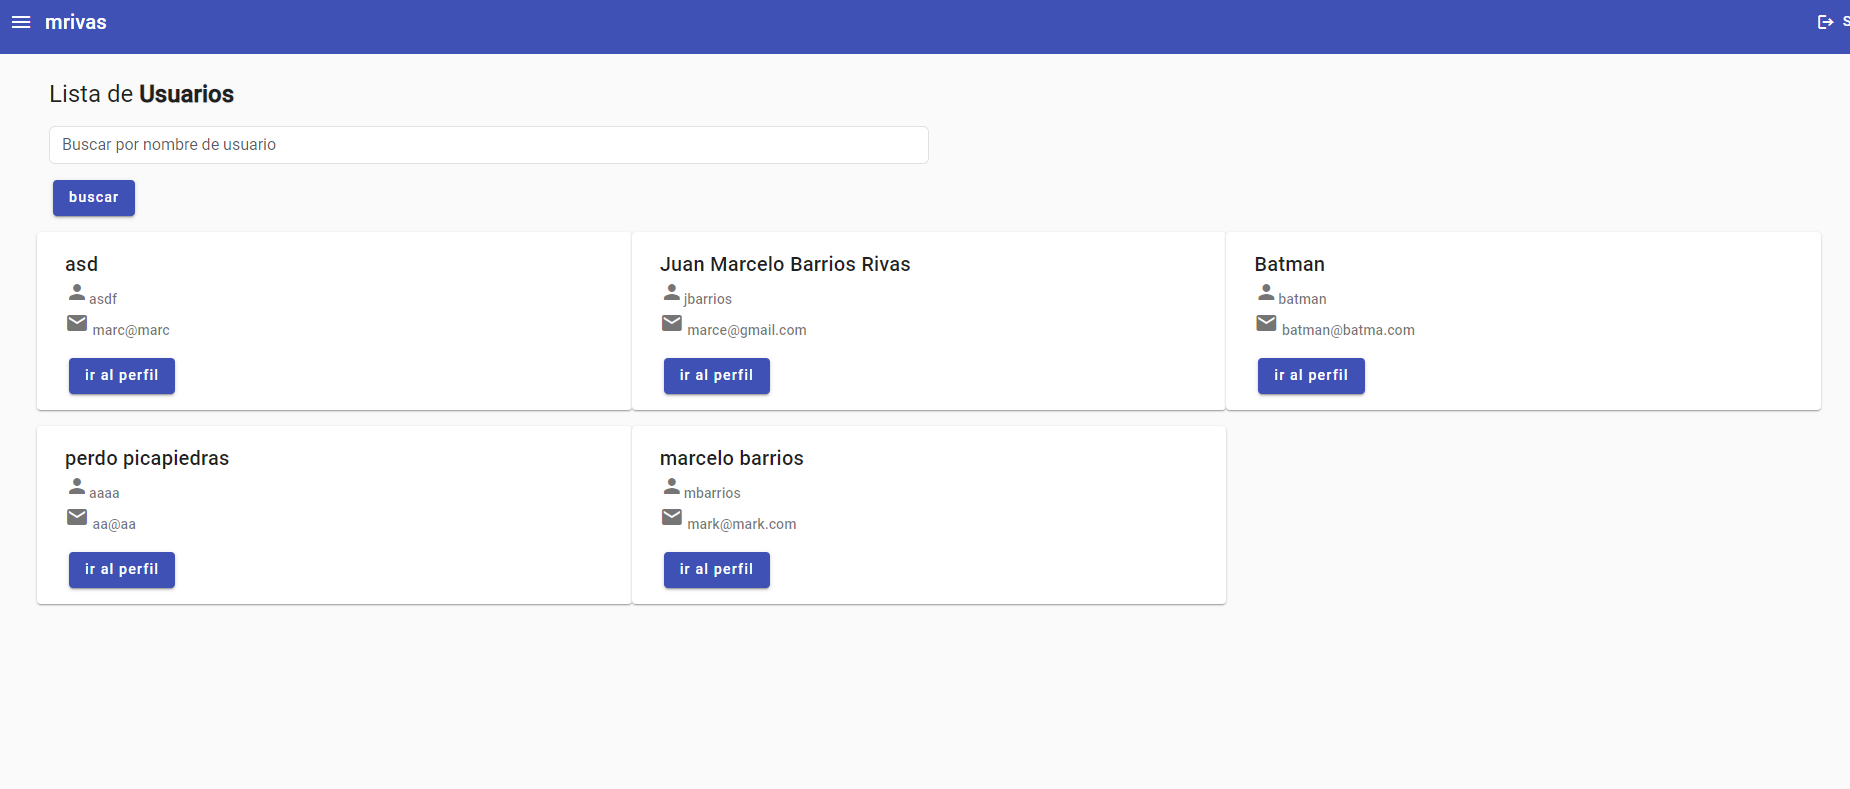 mrivas
Lista de Usuarios
Buscar por nombre de usuario
buscar
asd
asdf
marc@marc
ir al perfil
Juan Marcelo Barrios Rivas
jbarrios
marce@gmail.com
ir al perfil
Batman
batman
batman@batma.com
ir al perfil
perdo picapiedras
aaaa
aa@aa
ir al perfil
marcelo barrios
mbarrios
mark@mark.com
ir al perfil